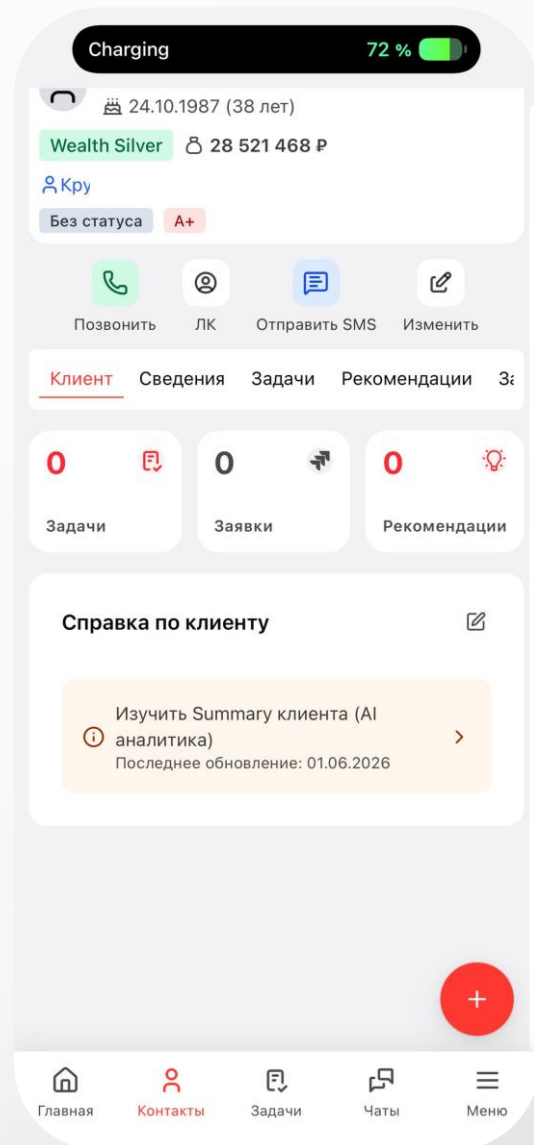 Charging 72 %
24.10.1987 (38 лет)
Wealth Silver 28 521 468 ₽
Кру
Без статуса A+
Позвонить ЛК Отправить SMS Изменить
Клиент Сведения Задачи Рекомендации За
0 0 0
Задачи Заявки Рекомендации
Справка по клиенту
Изучить Summary клиента (AI
аналитика)
Последнее обновление: 01.06.2026
Главная Контакты Задачи Чаты Меню